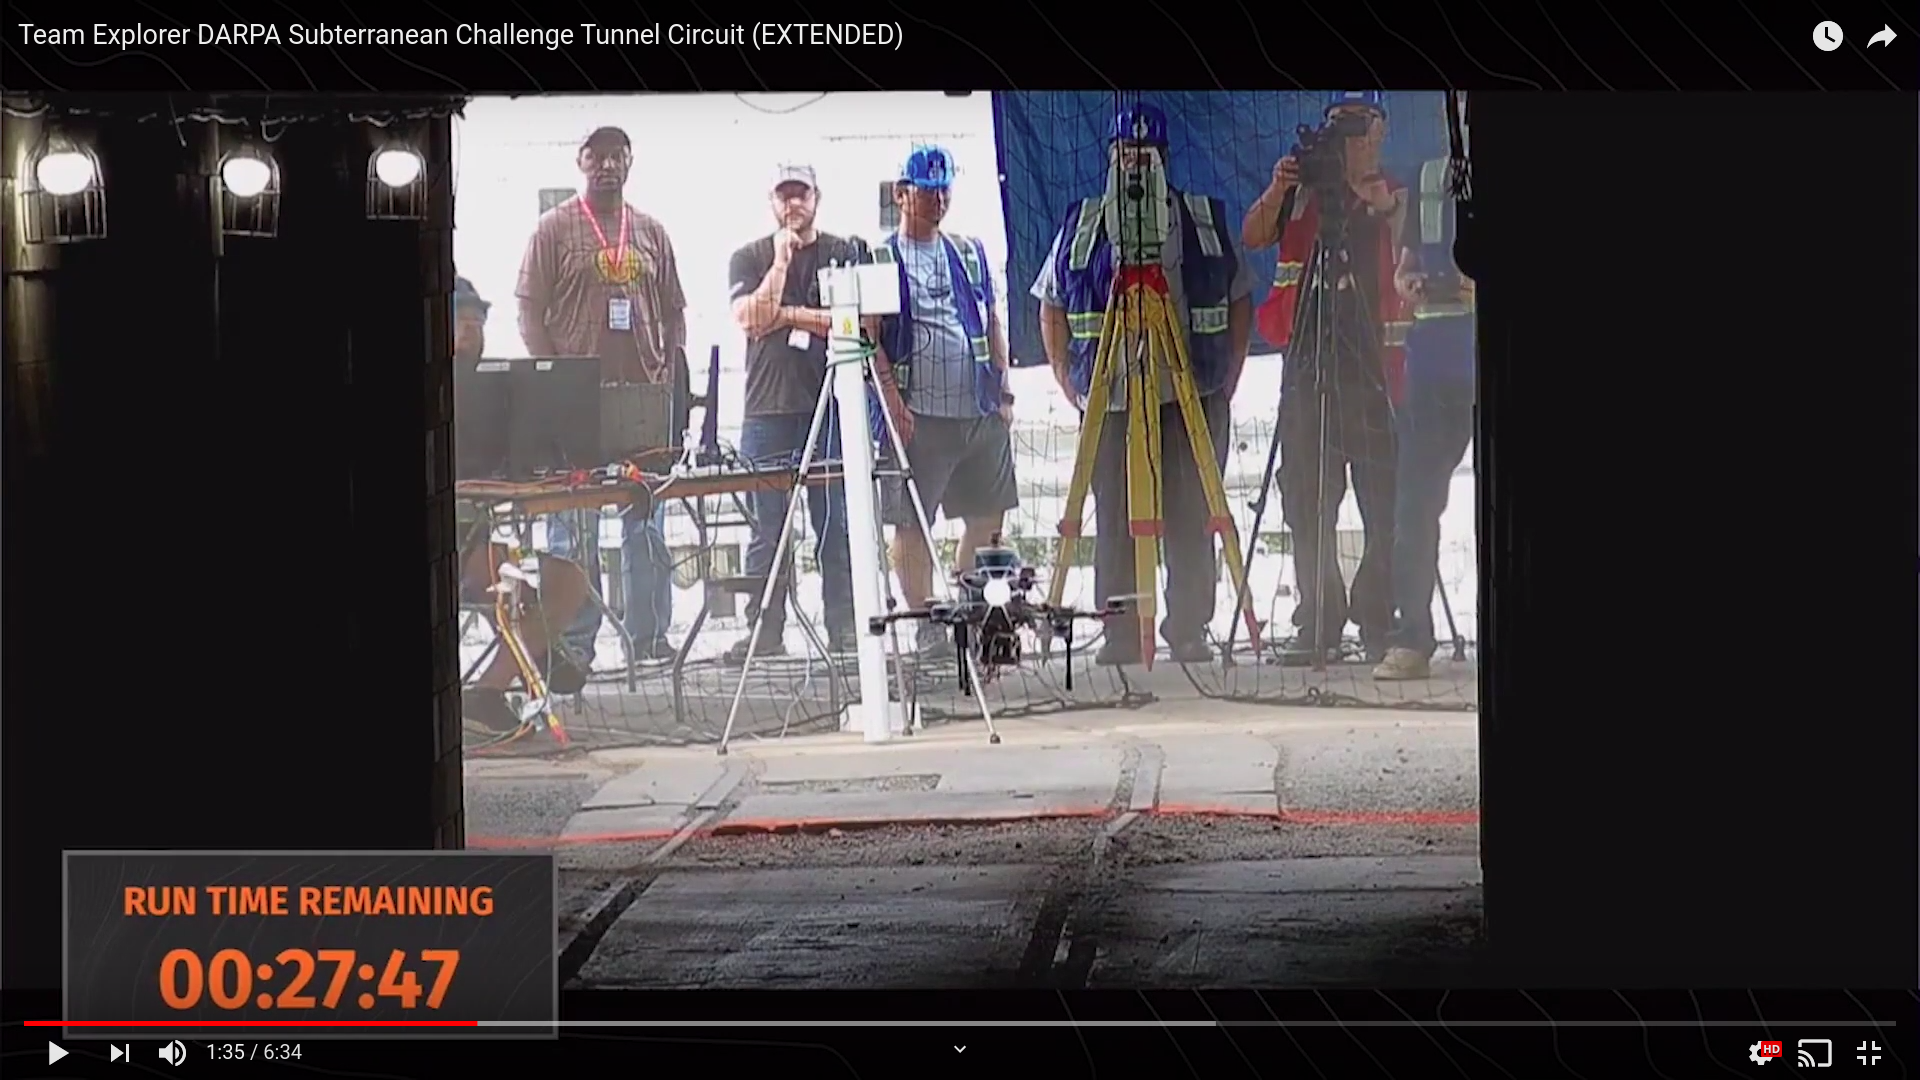 Team Explorer DARPA Subterranean Challenge Tunnel Circuit (EXTENDED)
RUN TIME REMAINING
00:27:47
1:35 / 6:34
HD